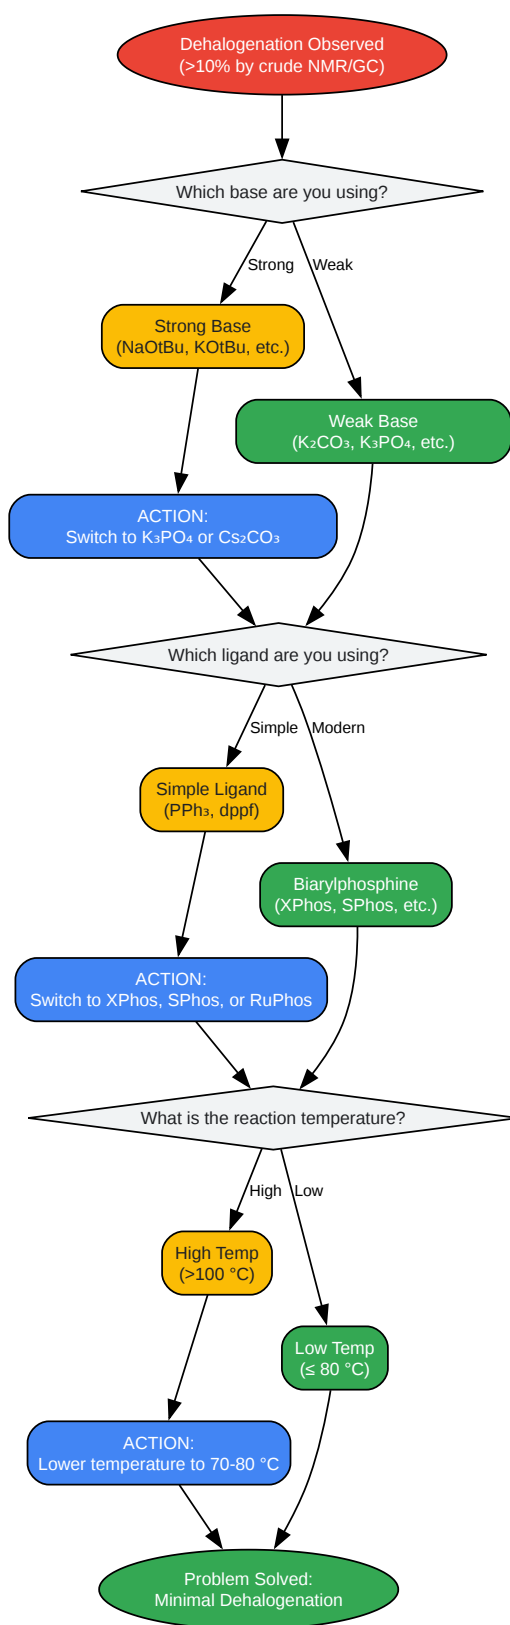 Dehalogenation Observed
(>10% by crude NMR/GC)
Which base are you using?
Strong
Weak
Strong Base
(NaOtBu, KOtBu, etc.)
Weak Base
(K₂CO₃, K₃PO₄, etc.)
ACTION:
Switch to K₃PO₄ or Cs₂CO₃
Which ligand are you using?
Simple
Modern
Simple Ligand
(PPh₃, dppf)
Biarylphosphine
(XPhos, SPhos, etc.)
ACTION:
Switch to XPhos, SPhos, or RuPhos
What is the reaction temperature?
High
Low
High Temp
(>100 °C)
Low Temp
(≤ 80 °C)
ACTION:
Lower temperature to 70-80 °C
Problem Solved:
Minimal Dehalogenation